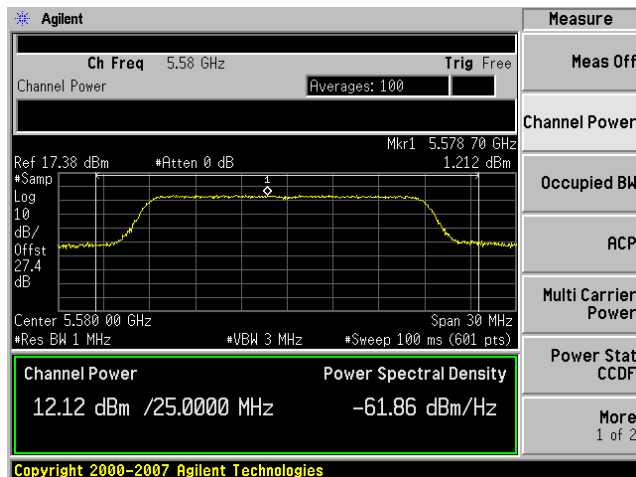 Agilent
Measure
Ch Freq 5.58 GHz Trig Free
Channel Power Averages: 100
Mkr1 5.578 70 GHz
Ref 17.38 dBm #Atten 0 dB 1.212 dBm
#Samp
Log
10
dB/
Offst
27.4
dB
1
Center 5.580 00 GHz Span 30 MHz
#Res BW 1 MHz #VBW 3 MHz #Sweep 100 ms (601 pts)
Channel Power Power Spectral Density
12.12 dBm /25.0000 MHz -61.86 dBm/Hz
Copyright 2000-2007 Agilent Technologies
Meas Off
Channel Power
Occupied BW
ACP
Multi Carrier
Power
Power Stat
CCDF
More
1 of 2